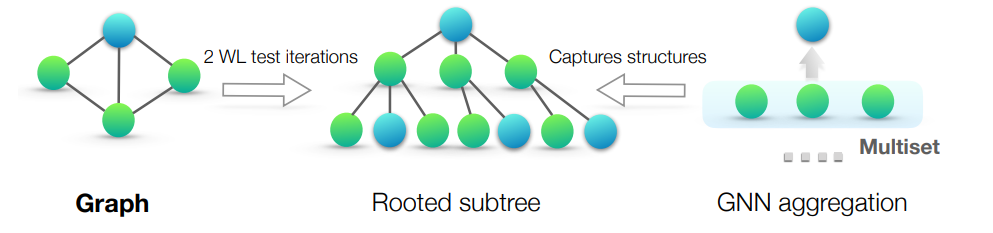 2 WL test iterations
Captures structures
Multiset
Graph
Rooted subtree
GNN aggregation